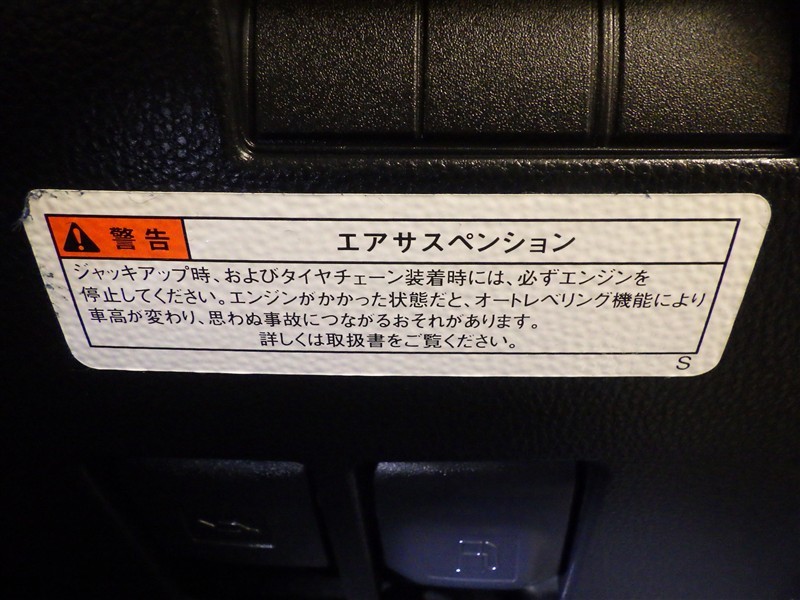 警告
エアサスペンション
ジャッキアップ時、およびタイヤチェーン装着時には、必ずエンジンを
停止してください。エンジンがかかった状態だと、オートレベリング機能により
車高が変わり、思わぬ事故につながるおそれがあります。
詳しくは取扱書をご覧ください。
S